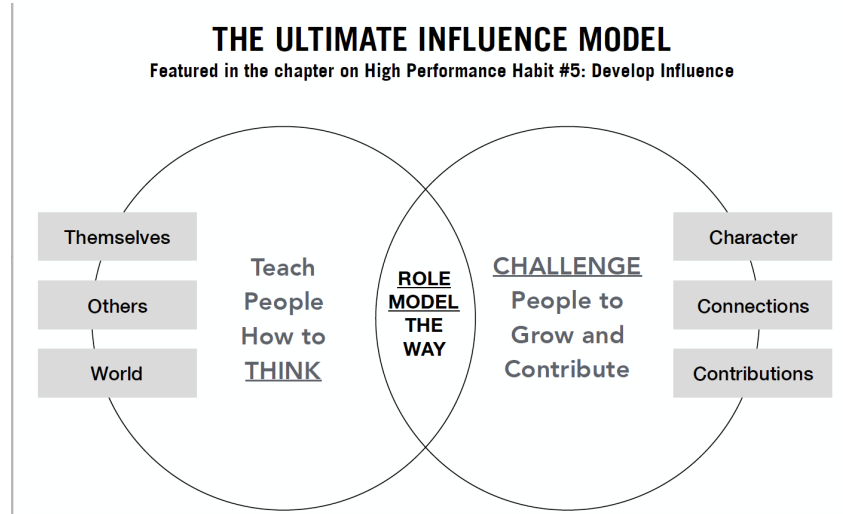 THE ULTIMATE INFLUENCE MODEL
Featured in the chapter on High Performance Habit #5: Develop Influence
Themselves
Others
World
Teach
People
How to
THINK
ROLE
MODEL
THE
WAY
CHALLENGE
People to
Grow and
Contribute
Character
Connections
Contributions